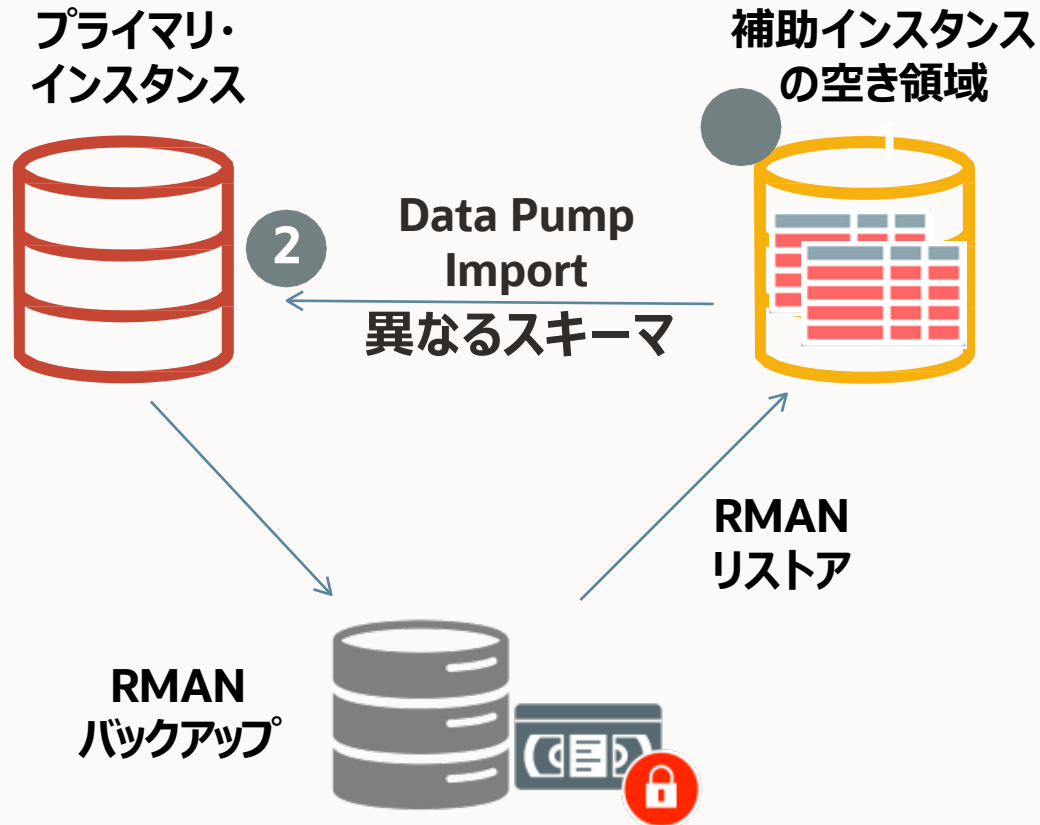 プライマリ・
インスタンス
補助インスタンス
の空き領域
1
2
Data Pump
Import
異なるスキーマ
RMAN
リストア
RMAN
バックアップ